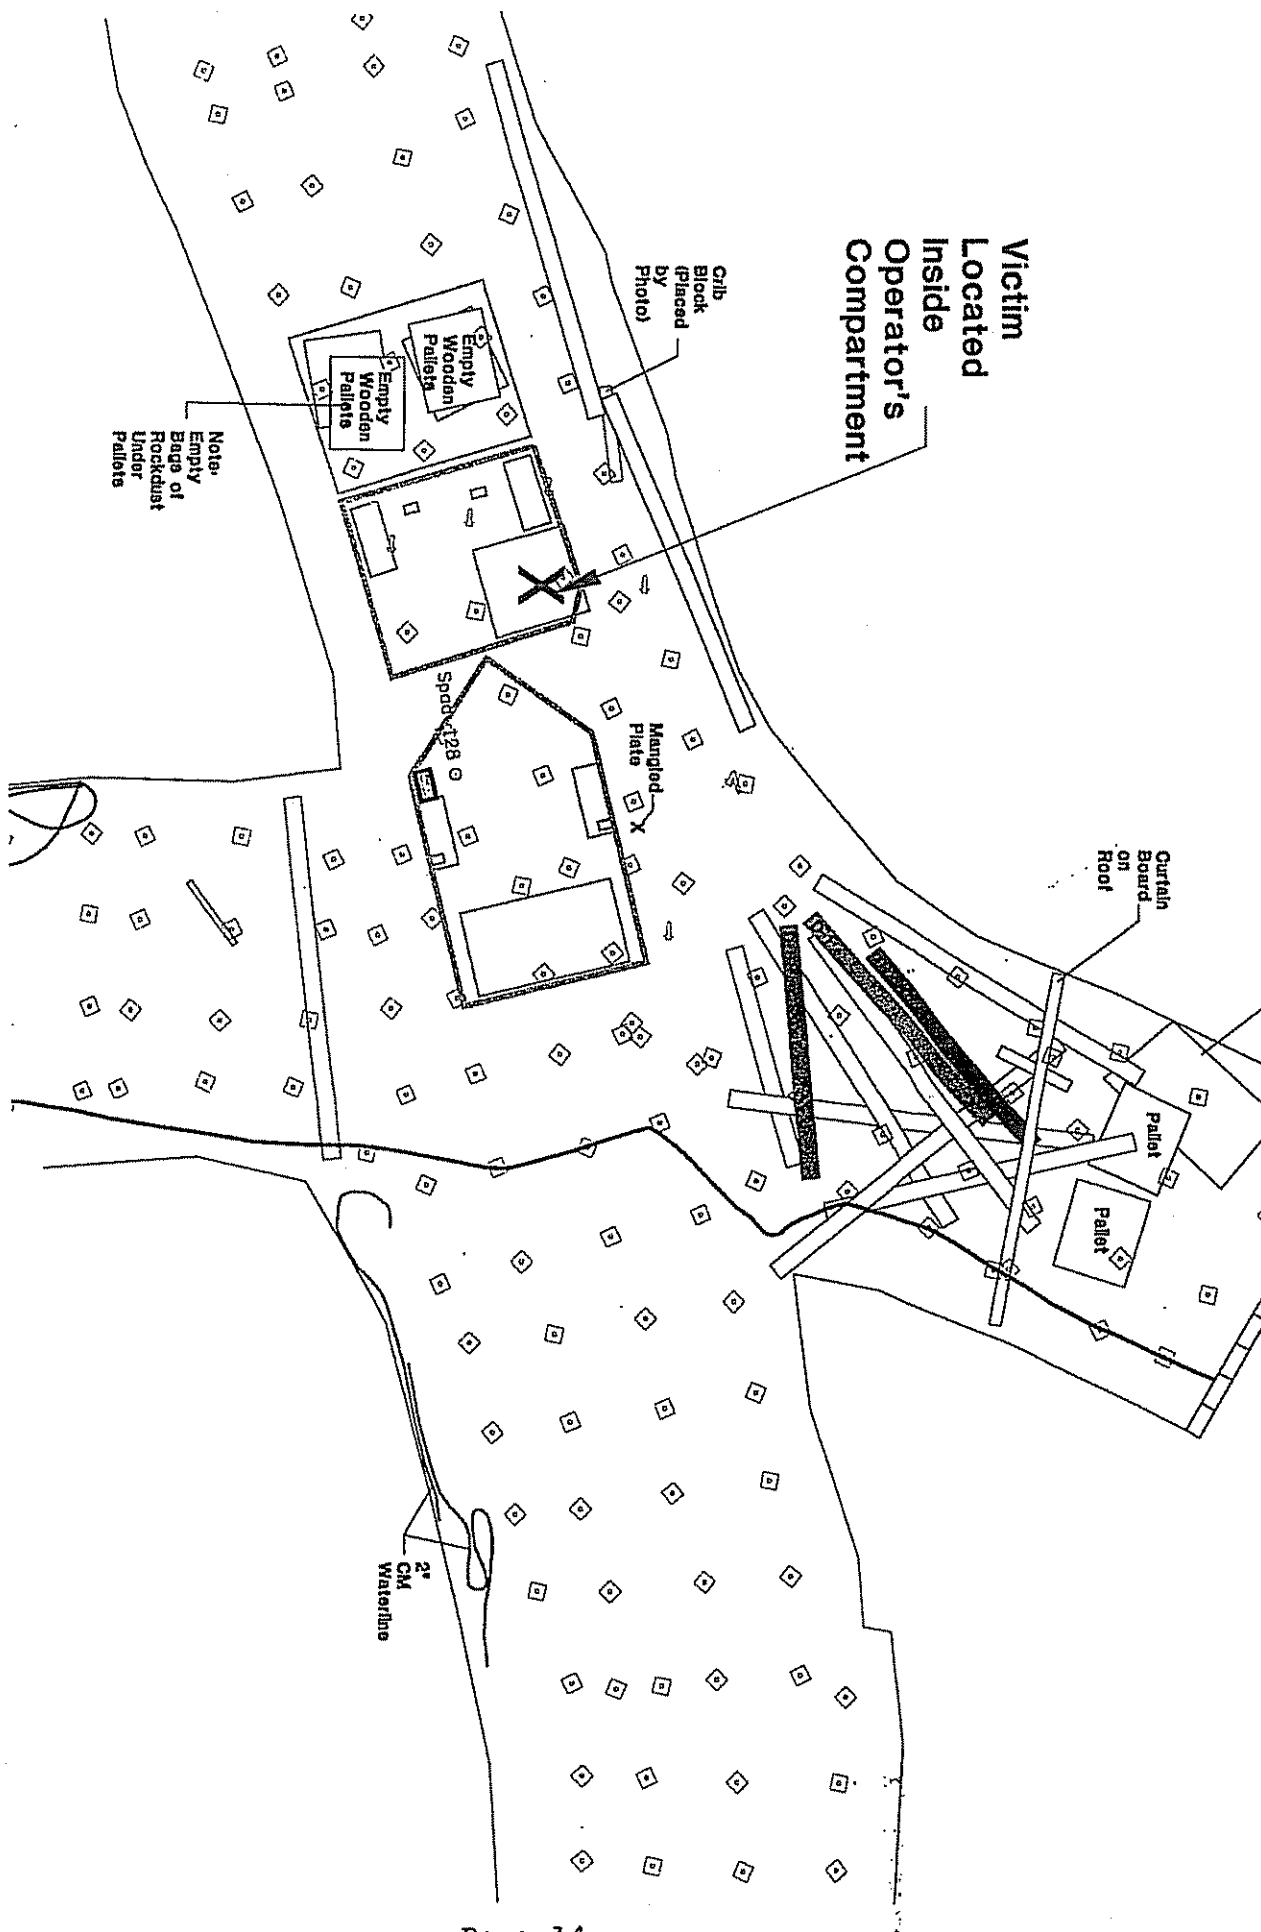 Victim
Located
Inside
Operator's
Compartment
Crib
Block
(Placed
by
Photo)
Empty
Wooden
Pallets
Empty
Wooden
Pallets
Note:
Empty
Bags of
Rockdust
Under
Pallets
Mangled
Plate
X
Curtain
Board
on
Roof
Pallet
Pallet
2"
CM
Waterline